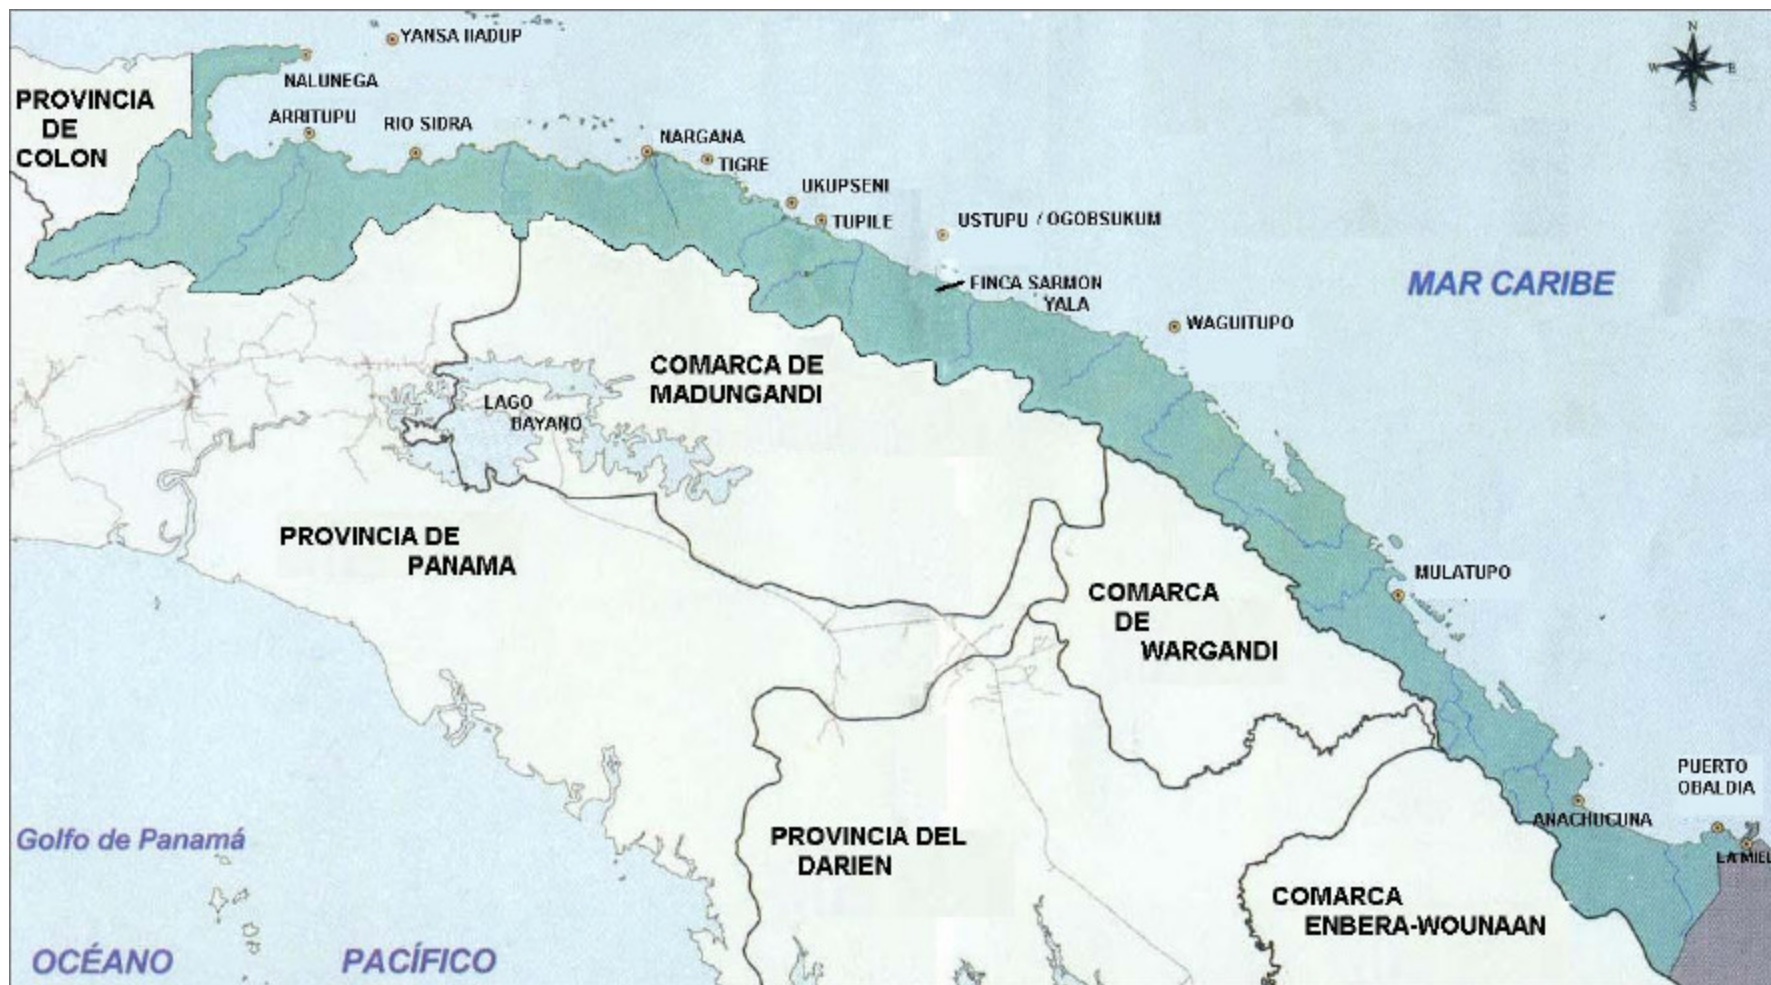 N
W E
S
YANSA IIADUP
NALUNEGA
PROVINCIA
DE
COLON
ARRITUPU
RIO SIDRA
NARGANA
TIGRE
UKUPSENI
TUPILE
USTUPU / OGOBSUKUM
FINCA SARMON
YALA
MAR CARIBE
WAGUITUPO
COMARCA DE
MADUNGANDI
LAGO
BAYANO
PROVINCIA DE
PANAMA
COMARCA
DE
WARGANDI
MULATUPO
PUERTO
OBALDIA
ANACHUCUNA
LA MIEL
Golfo de Panamá
PROVINCIA DEL
DARIEN
COMARCA
ENBERA-WOUNAAN
OCÉANO PACÍFICO